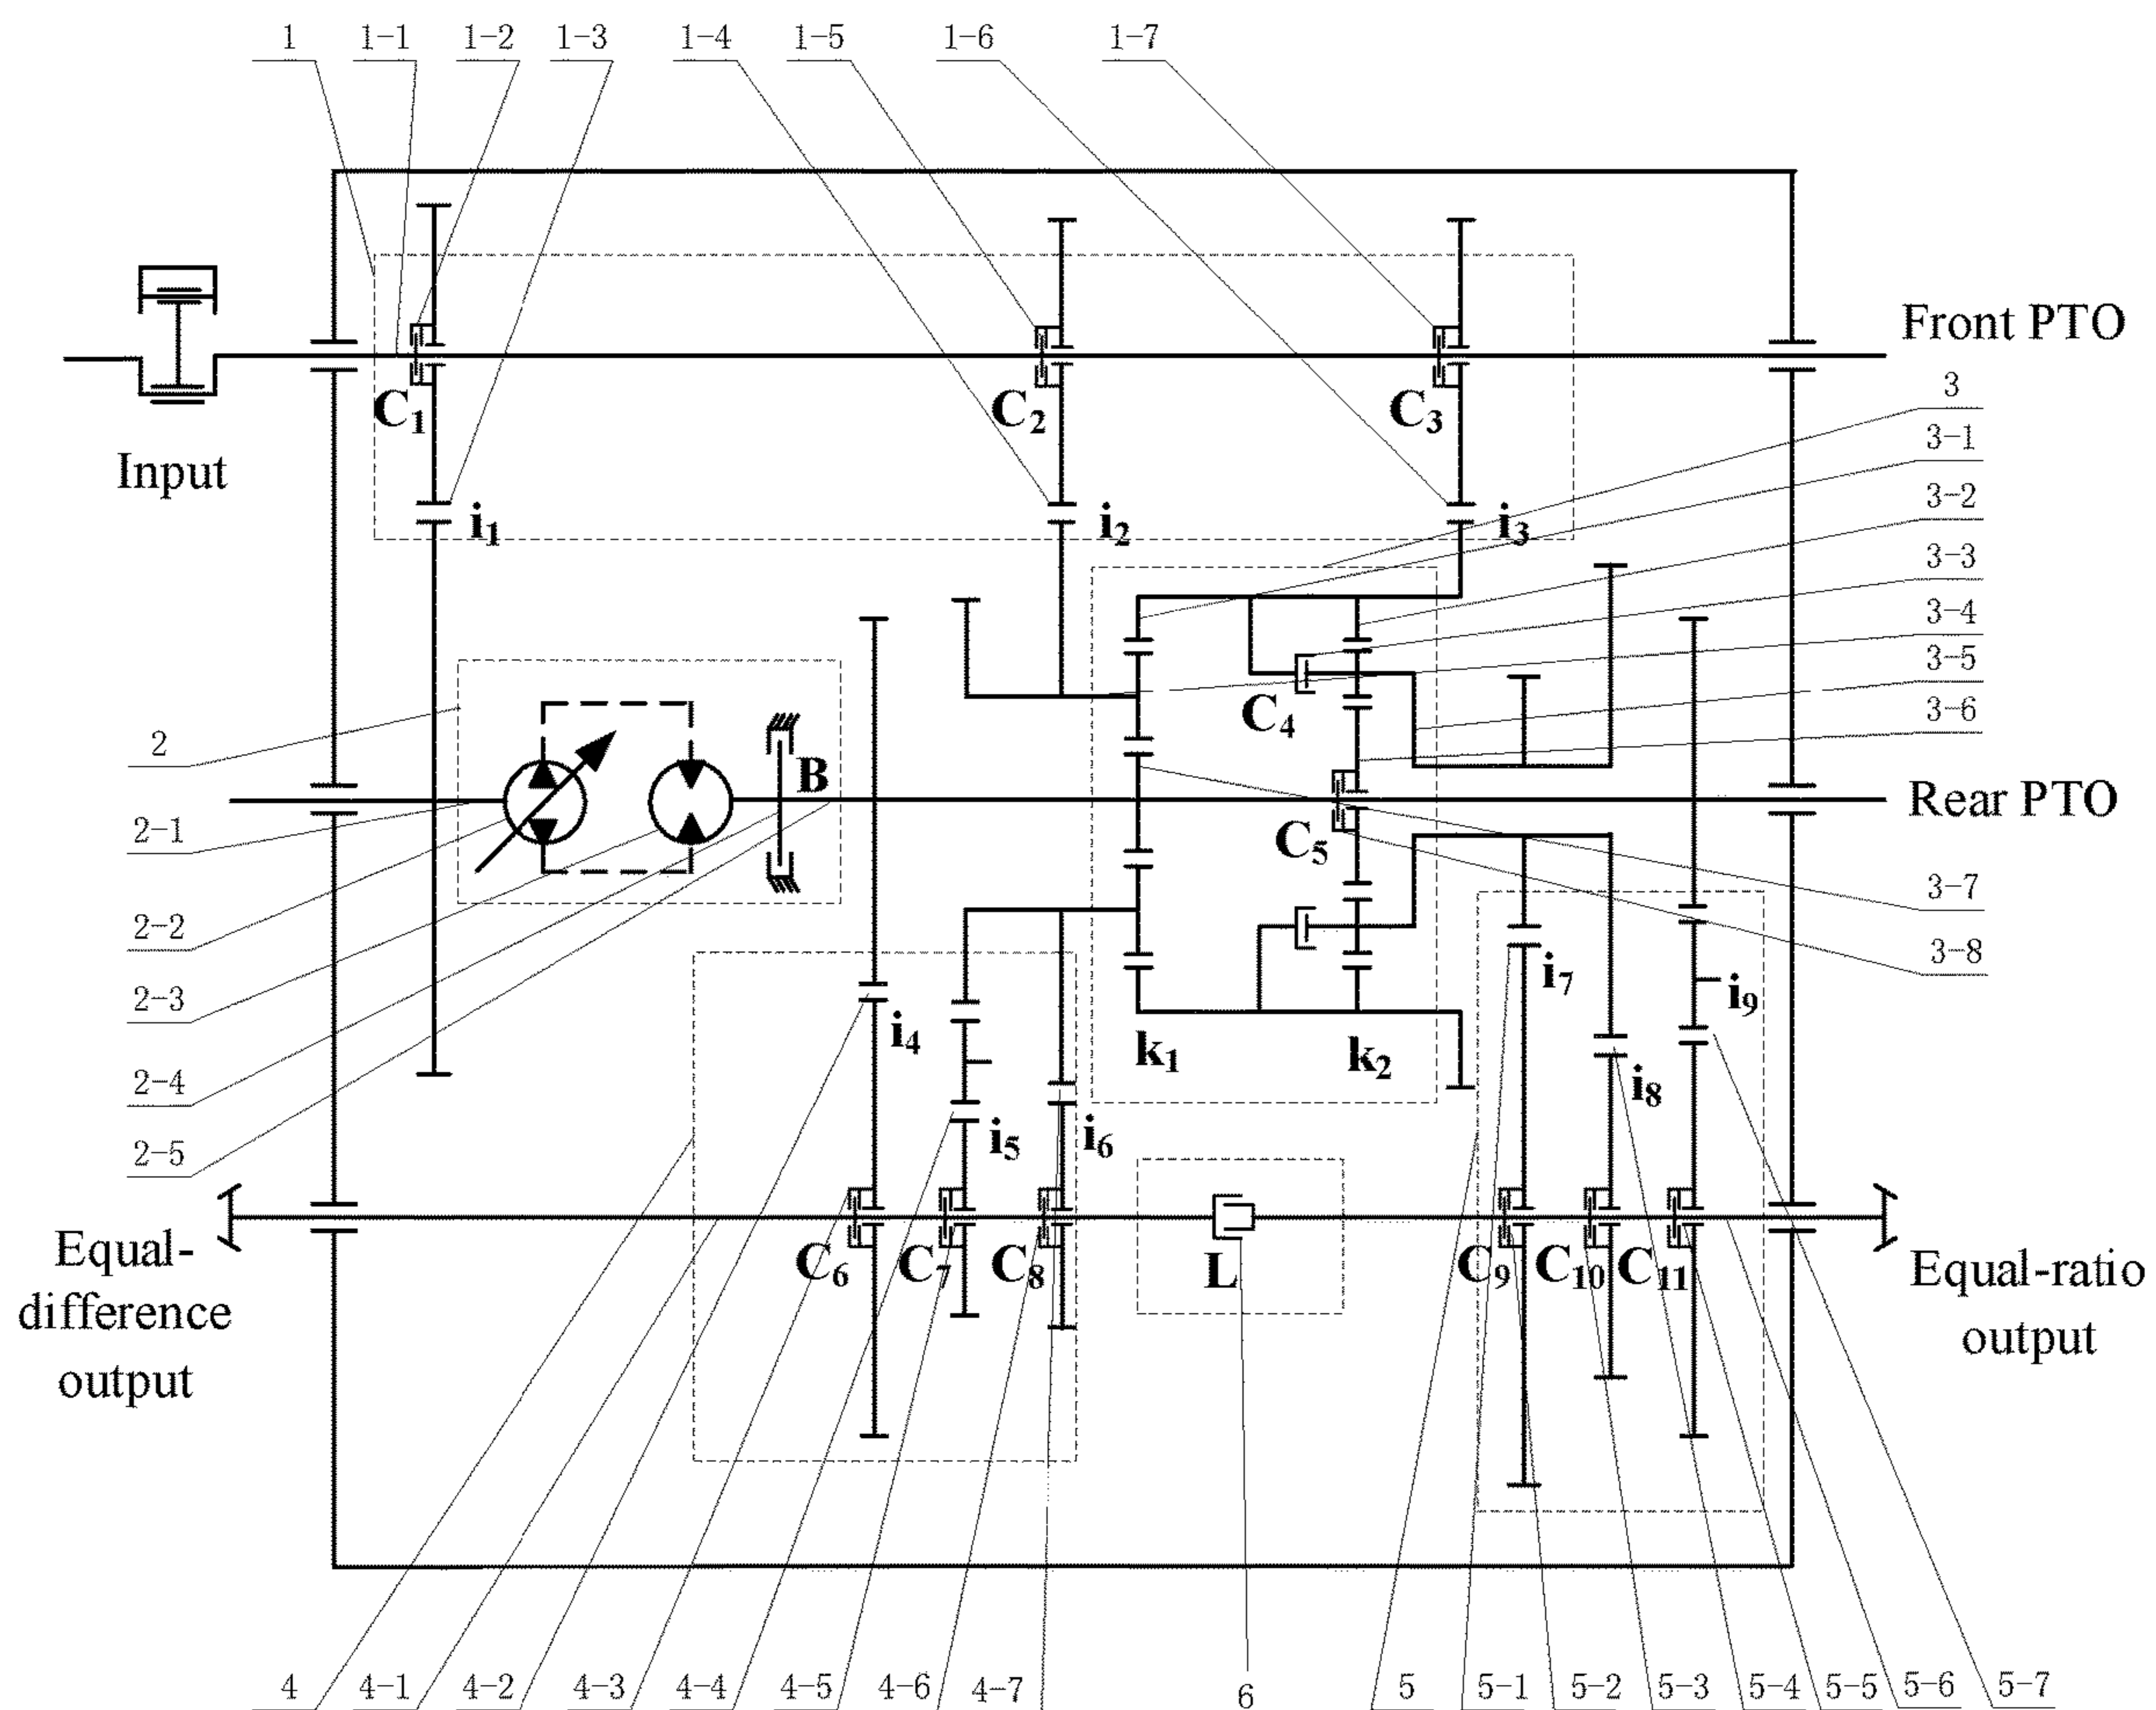 1 1-1 1-2 1-3 1-4 1-5 1-6 1-7
Front PTO
3
C1 C2 C3
3-1
Input
3-2
i1 i2 i3
3-3
3-4
3-5
C4
3-6
2
B
Rear PTO
2-1
C5
3-7
2-2
3-8
i7
2-3
i9
i4
k1 k2
2-4
i8
i5 i6
2-5
Equal-
difference
output
C6 C7 C8 L C9 C10 C11
Equal-ratio
output
4 4-1 4-2 4-3 4-4 4-5 4-6 4-7 6 5 5-1 5-2 5-3 5-4 5-5 5-6 5-7